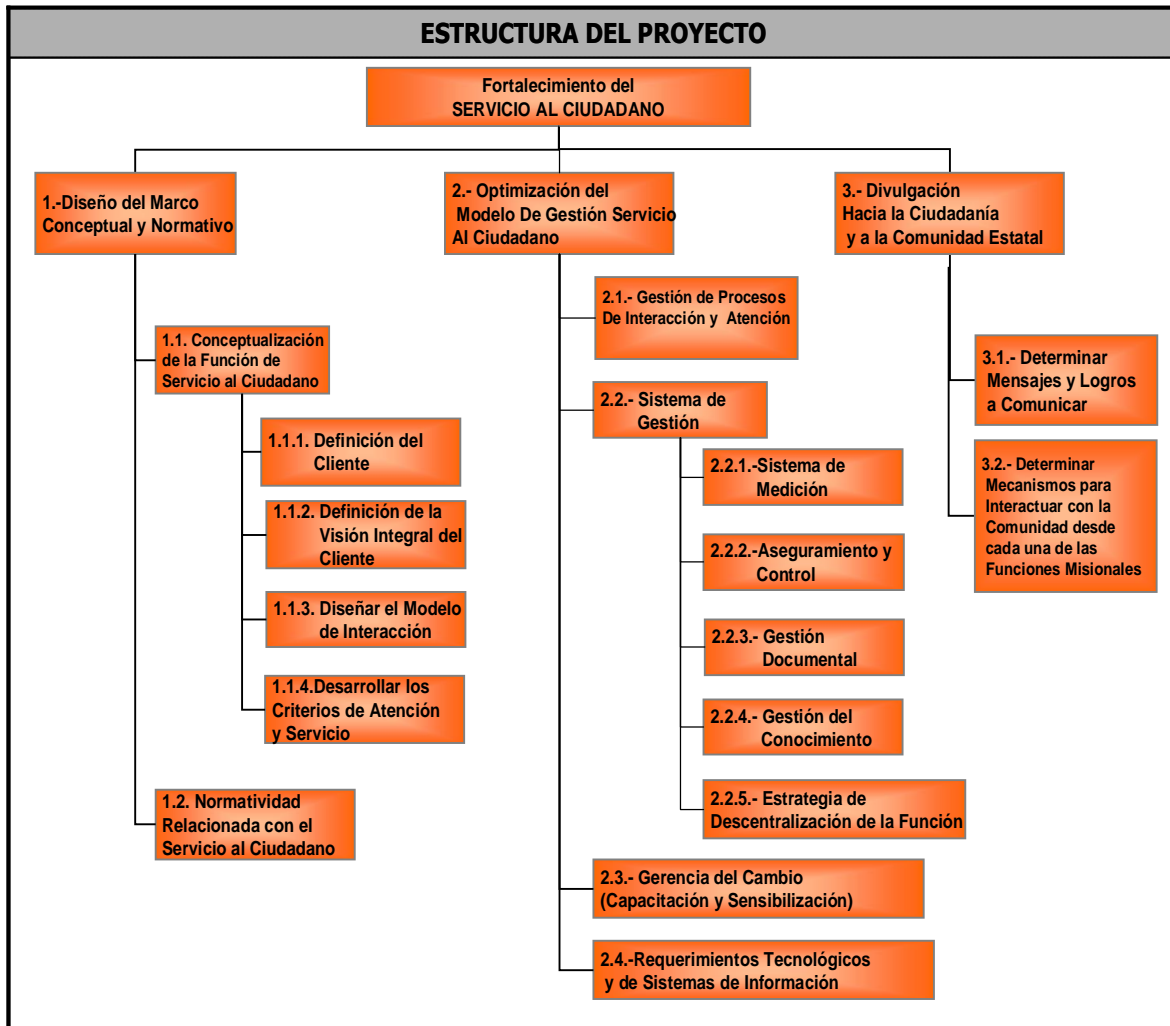 ESTRUCTURA DEL PROYECTO
Fortalecimiento del
SERVICIO AL CIUDADANO
1.-Diseño del Marco
Conceptual y Normativo
1.1. Conceptualización
de la Función de
Servicio al Ciudadano
1.1.1. Definición del
Cliente
1.1.2. Definición de la
Visión Integral del
Cliente
1.1.3. Diseñar el Modelo
de Interacción
1.1.4.Desarrollar los
Criterios de Atención
y Servicio
1.2. Normatividad
Relacionada con el
Servicio al Ciudadano
2.- Optimización del
Modelo De Gestión Servicio
Al Ciudadano
2.1.- Gestión de Procesos
De Interacción y Atención
2.2.- Sistema de
Gestión
2.2.1.-Sistema de
Medición
2.2.2.-Aseguramiento y
Control
2.2.3.- Gestión
Documental
2.2.4.- Gestión del
Conocimiento
2.2.5.- Estrategia de
Descentralización de la Función
2.3.- Gerencia del Cambio
(Capacitación y Sensibilización)
2.4.-Requerimientos Tecnológicos
y de Sistemas de Información
3.- Divulgación
Hacia la Ciudadanía
y a la Comunidad Estatal
3.1.- Determinar
Mensajes y Logros
a Comunicar
3.2.- Determinar
Mecanismos para
Interactuar con la
Comunidad desde
cada una de las
Funciones Misionales